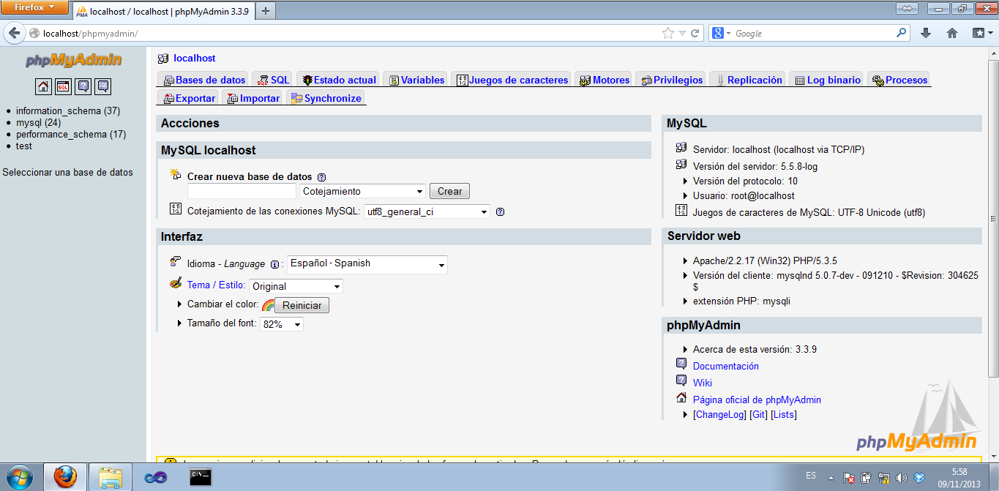 Firefox
localhost / localhost | phpMyAdmin 3.3.9
localhost/phpmyadmin/
Google
phpMyAdmin
information_schema (37)
mysql (24)
performance_schema (17)
test
Seleccionar una base de datos
localhost
Bases de datos SQL Estado actual Variables Juegos de caracteres Motores Privilegios Replicación Log binario Procesos
Exportar Importar Synchronize
Accciones
MySQL localhost
Crear nueva base de datos
Cotejamiento Crear
Cotejamiento de las conexiones MySQL: utf8_general_ci
Interfaz
Idioma - Language : Español - Spanish
Tema / Estilo: Original
Cambiar el color: Reiniciar
Tamaño del font: 82%
MySQL
Servidor: localhost (localhost via TCP/IP)
Versión del servidor: 5.5.8-log
Versión del protocolo: 10
Usuario: root@localhost
Juegos de caracteres de MySQL: UTF-8 Unicode (utf8)
Servidor web
Apache/2.2.17 (Win32) PHP/5.3.5
Versión del cliente: mysqlnd 5.0.7-dev - 091210 - $Revision: 304625
$
extensión PHP: mysqli
phpMyAdmin
Acerca de esta versión: 3.3.9
Documentación
Wiki
Página oficial de phpMyAdmin
[ChangeLog] [Git] [Lists]
phpMyAdmin
ES
5:58
09/11/2013